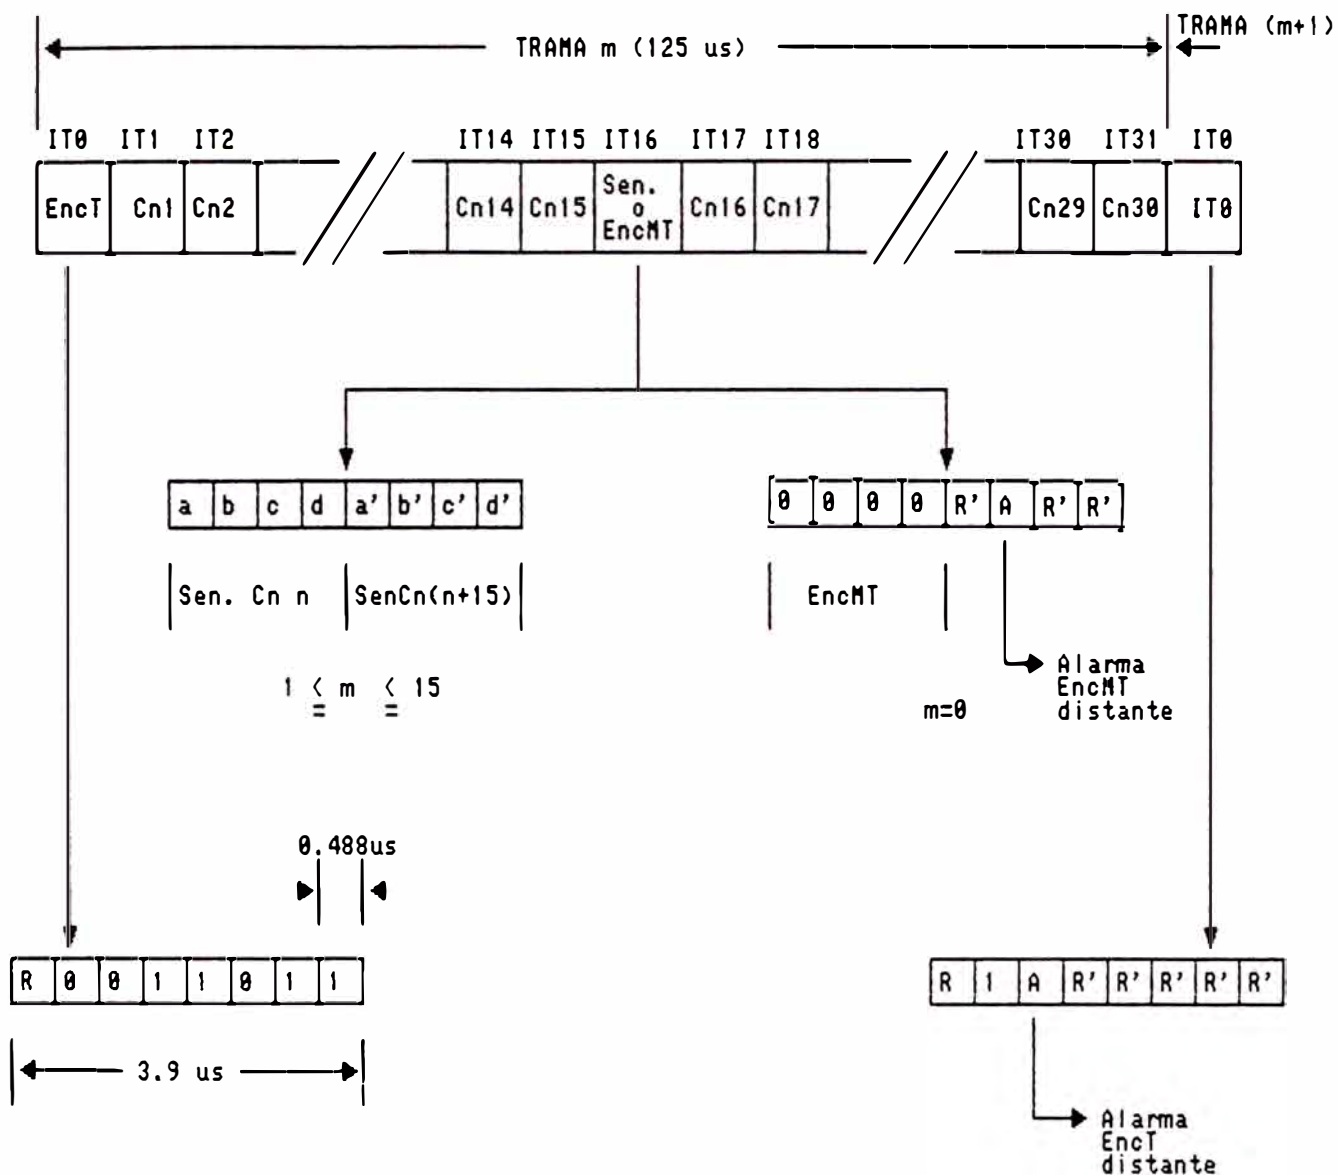 TRAMA m (125 us)
TRAMA (m+1)
IT0 IT1 IT2 IT14 IT15 IT16 IT17 IT18 IT30 IT31 IT0
EncT Cn1 Cn2 Cn14 Cn15 Sen. o EncMT Cn16 Cn17 Cn29 Cn30 IT0
a b c d a' b' c' d'
0 0 0 0 R' A R' R'
Sen. Cn n SenCn(n+15)
EncMT
1 ≤ m ≤ 15
m=0
Alarma
EncMT
distante
0.488us
R 0 0 1 1 0 1 1
R 1 A R' R' R' R' R'
3.9 us
Alarma
EncT
distante